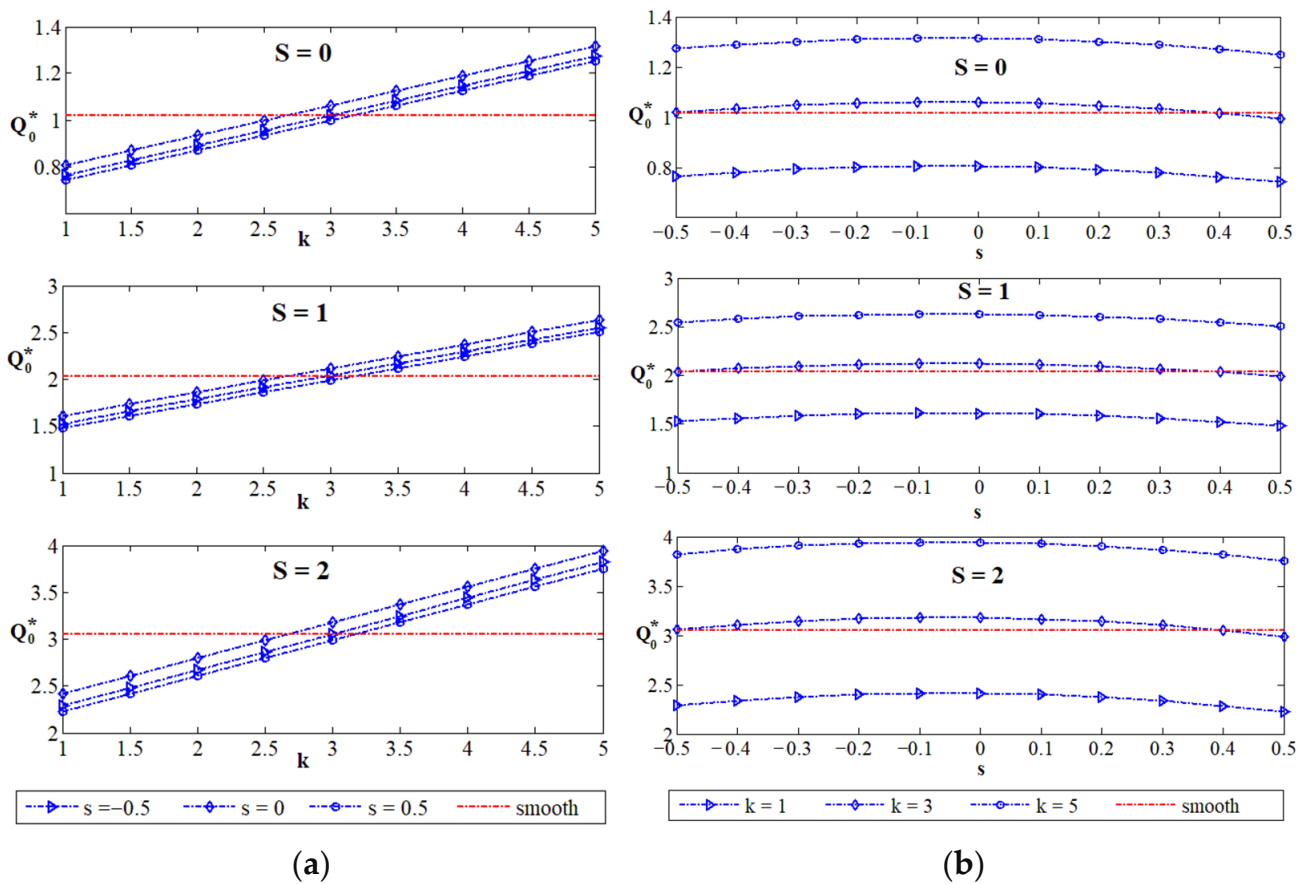 1.4
1.2
1
0.8
Q0*
S = 0
1 1.5 2 2.5 3 3.5 4 4.5 5
k
3
2.5
2
1.5
1
Q0*
S = 1
1 1.5 2 2.5 3 3.5 4 4.5 5
k
4
3.5
3
2.5
2
Q0*
S = 2
1 1.5 2 2.5 3 3.5 4 4.5 5
k
s =−0.5 s = 0 s = 0.5 smooth
(a)
1.4
1.2
1
0.8
Q0*
S = 0
−0.5 −0.4 −0.3 −0.2 −0.1 0 0.1 0.2 0.3 0.4 0.5
s
3
2.5
2
1.5
1
Q0*
S = 1
−0.5 −0.4 −0.3 −0.2 −0.1 0 0.1 0.2 0.3 0.4 0.5
s
4
3.5
3
2.5
2
Q0*
S = 2
−0.5 −0.4 −0.3 −0.2 −0.1 0 0.1 0.2 0.3 0.4 0.5
s
k = 1 k = 3 k = 5 smooth
(b)